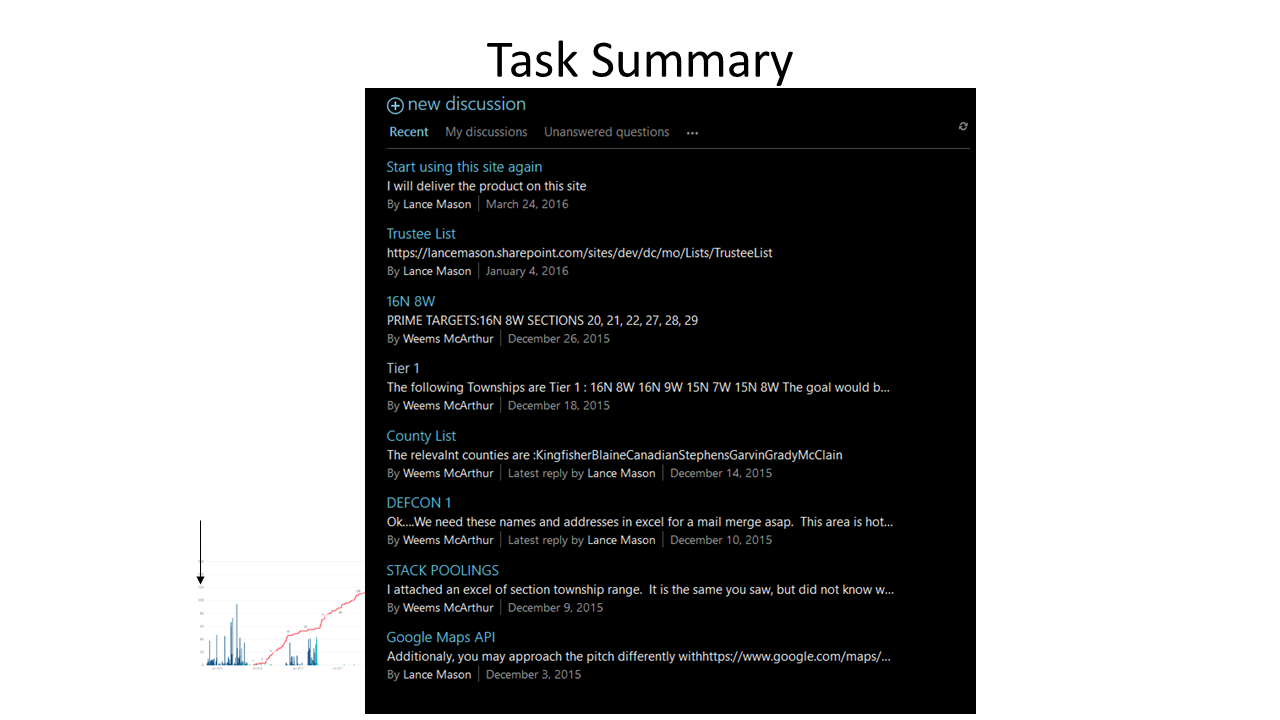 Task Summary
new discussion
Recent My discussions Unanswered questions ...
Start using this site again
I will deliver the product on this site
By Lance Mason | March 24, 2016
Trustee List
https://lancemason.sharepoint.com/sites/dev/dc/mo/Lists/TrusteeList
By Lance Mason | January 4, 2016
16N 8W
PRIME TARGETS:16N 8W SECTIONS 20, 21, 22, 27, 28, 29
By Weems McArthur | December 26, 2015
Tier 1
The following Townships are Tier 1 : 16N 8W 16N 9W 15N 7W 15N 8W The goal would b...
By Weems McArthur | December 18, 2015
County List
The relevalnt counties are :KingfisherBlaineCanadianStephensGarvinGradyMcClain
By Weems McArthur | Latest reply by Lance Mason | December 14, 2015
DEFCON 1
Ok....We need these names and addresses in excel for a mail merge asap. This area is hot...
By Weems McArthur | Latest reply by Lance Mason | December 10, 2015
STACK POOLINGS
I attached an excel of section township range. It is the same you saw, but did not know w...
By Weems McArthur | December 9, 2015
Google Maps API
Additionaly, you may approach the pitch differently withhttps://www.google.com/maps/...
By Lance Mason | December 3, 2015